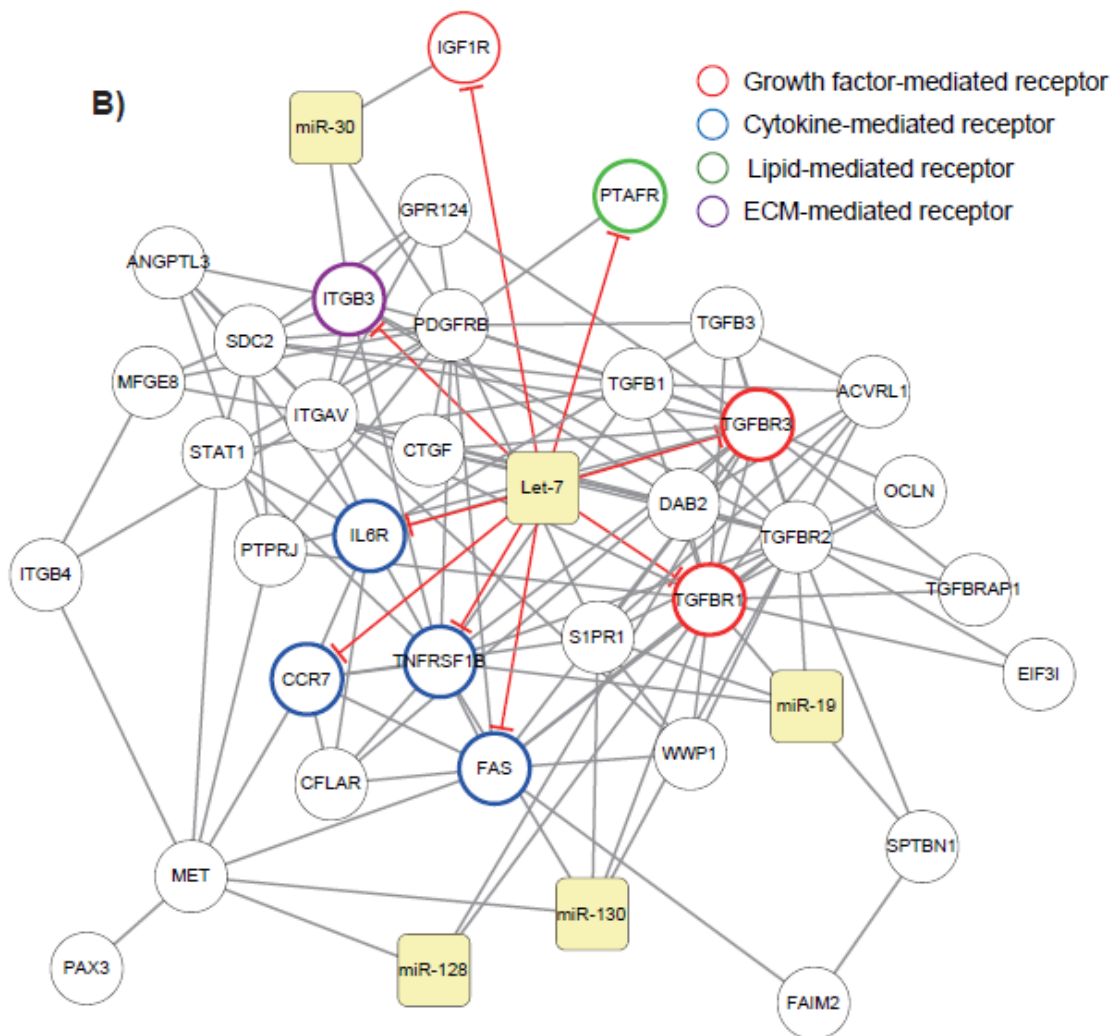 B)
IGF1R
Growth factor-mediated receptor
Cytokine-mediated receptor
Lipid-mediated receptor
ECM-mediated receptor
miR-30
PTAFR
GPR124
ANGPTL3
ITGB3
PDGFRB
TGFB3
SDC2
MFGE8
TGFB1
ACVRL1
ITGAV
TGFBR3
STAT1
CTGF
Let-7
OCLN
DAB2
IL6R
TGFBR2
PTPRJ
ITGB4
TGFBR1
TGFBRAP1
S1PR1
TNFRSF1B
CCR7
EIF3I
miR-19
WWP1
FAS
CFLAR
SPTBN1
MET
miR-130
PAX3
miR-128
FAIM2